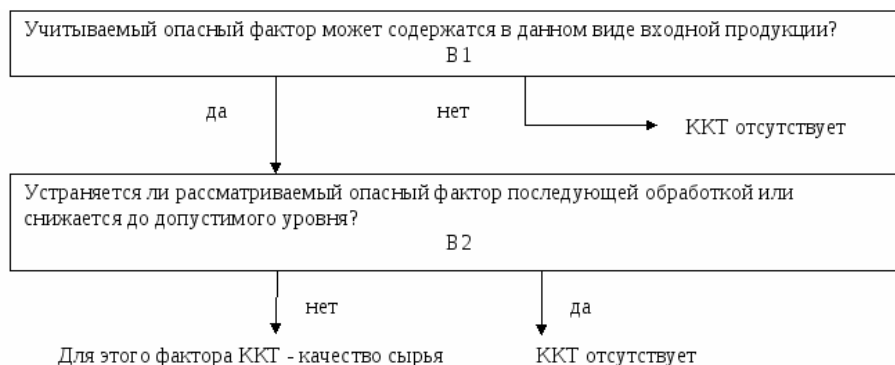 Учитываемый опасный фактор может содержатся в данном виде входной продукции?
В 1
да
нет
ККТ отсутствует
Устраняется ли рассматриваемый опасный фактор последующей обработкой или
снижается до допустимого уровня?
В 2
нет
да
Для этого фактора ККТ - качество сырья
ККТ отсутствует